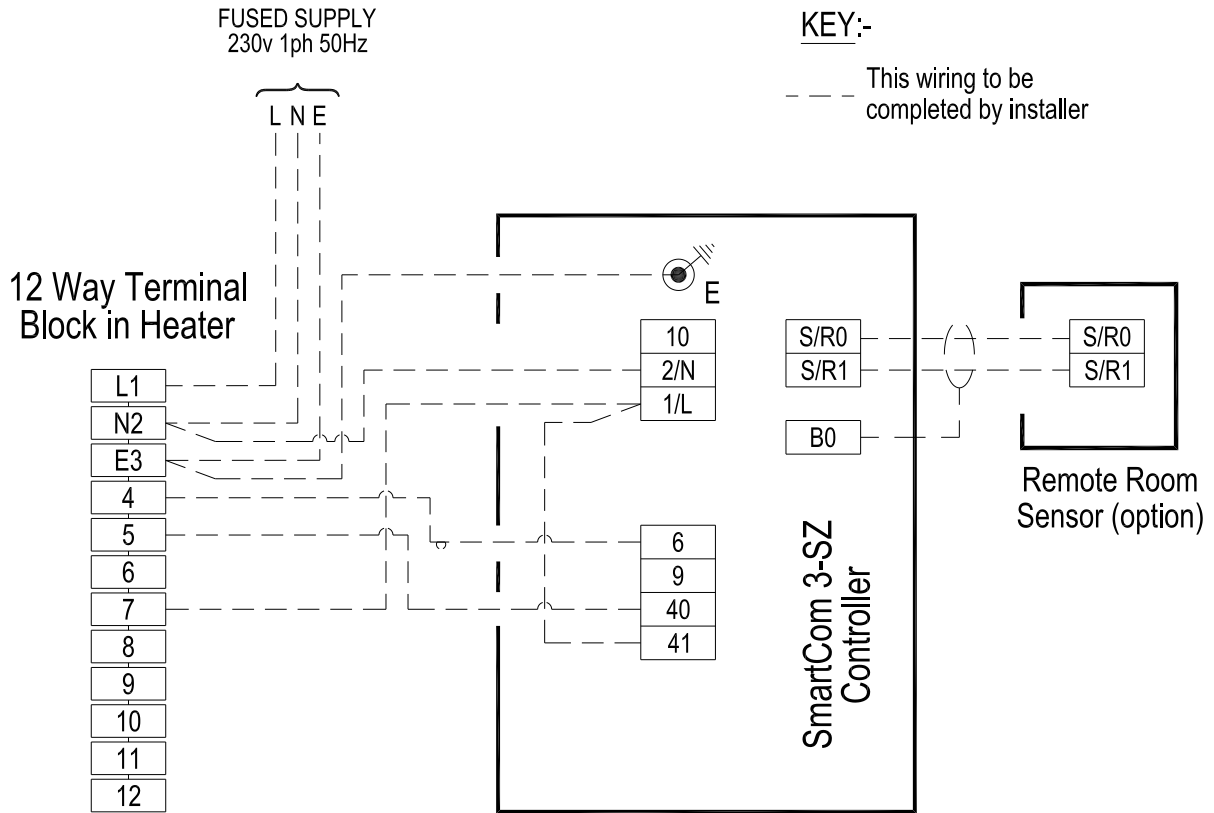 FUSED SUPPLY
230v 1ph 50Hz
L N E
KEY:-
This wiring to be
completed by installer
12 Way Terminal
Block in Heater
L1
N2
E3
4
5
6
7
8
9
10
11
12
E
10
2/N
1/L
6
9
40
41
S/R0
S/R1
B0
SmartCom 3-SZ
Controller
S/R0
S/R1
Remote Room
Sensor (option)